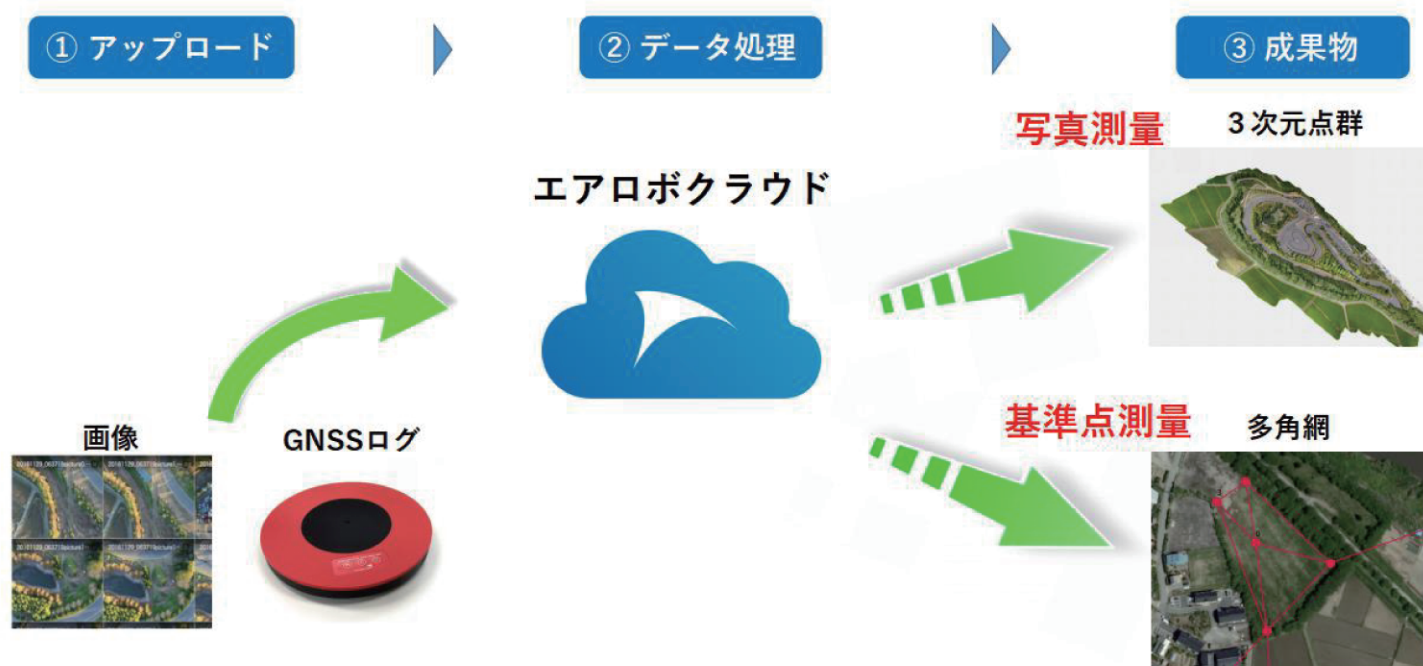 ① アップロード
② データ処理
③ 成果物
写真測量
3次元点群
エアロボクラウド
基準点測量
多角網
画像
GNSSログ